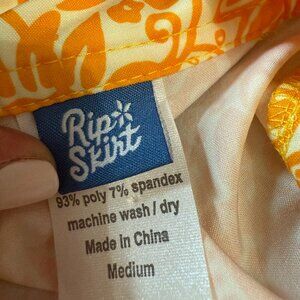 Rip
Skirt
93% poly 7% spandex
machine wash / dry
Made in China
Medium